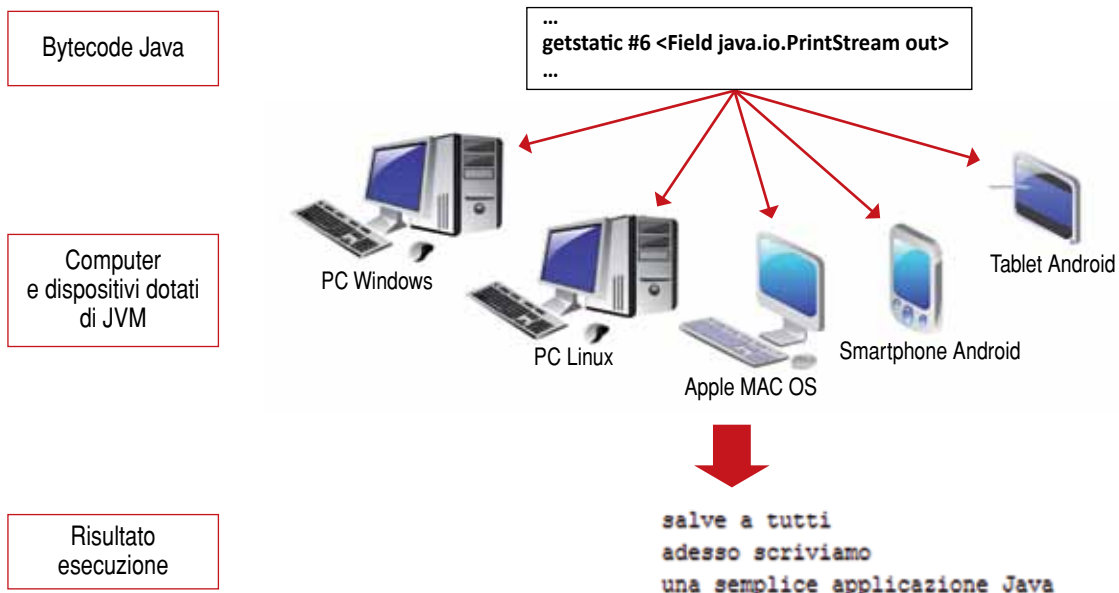 Bytecode Java
...
getstatic #6 <Field java.io.PrintStream out>
...
Computer
e dispositivi dotati
di JVM
PC Windows
PC Linux
Apple MAC OS
Smartphone Android
Tablet Android
Risultato
esecuzione
salve a tutti
adesso scriviamo
una semplice applicazione Java